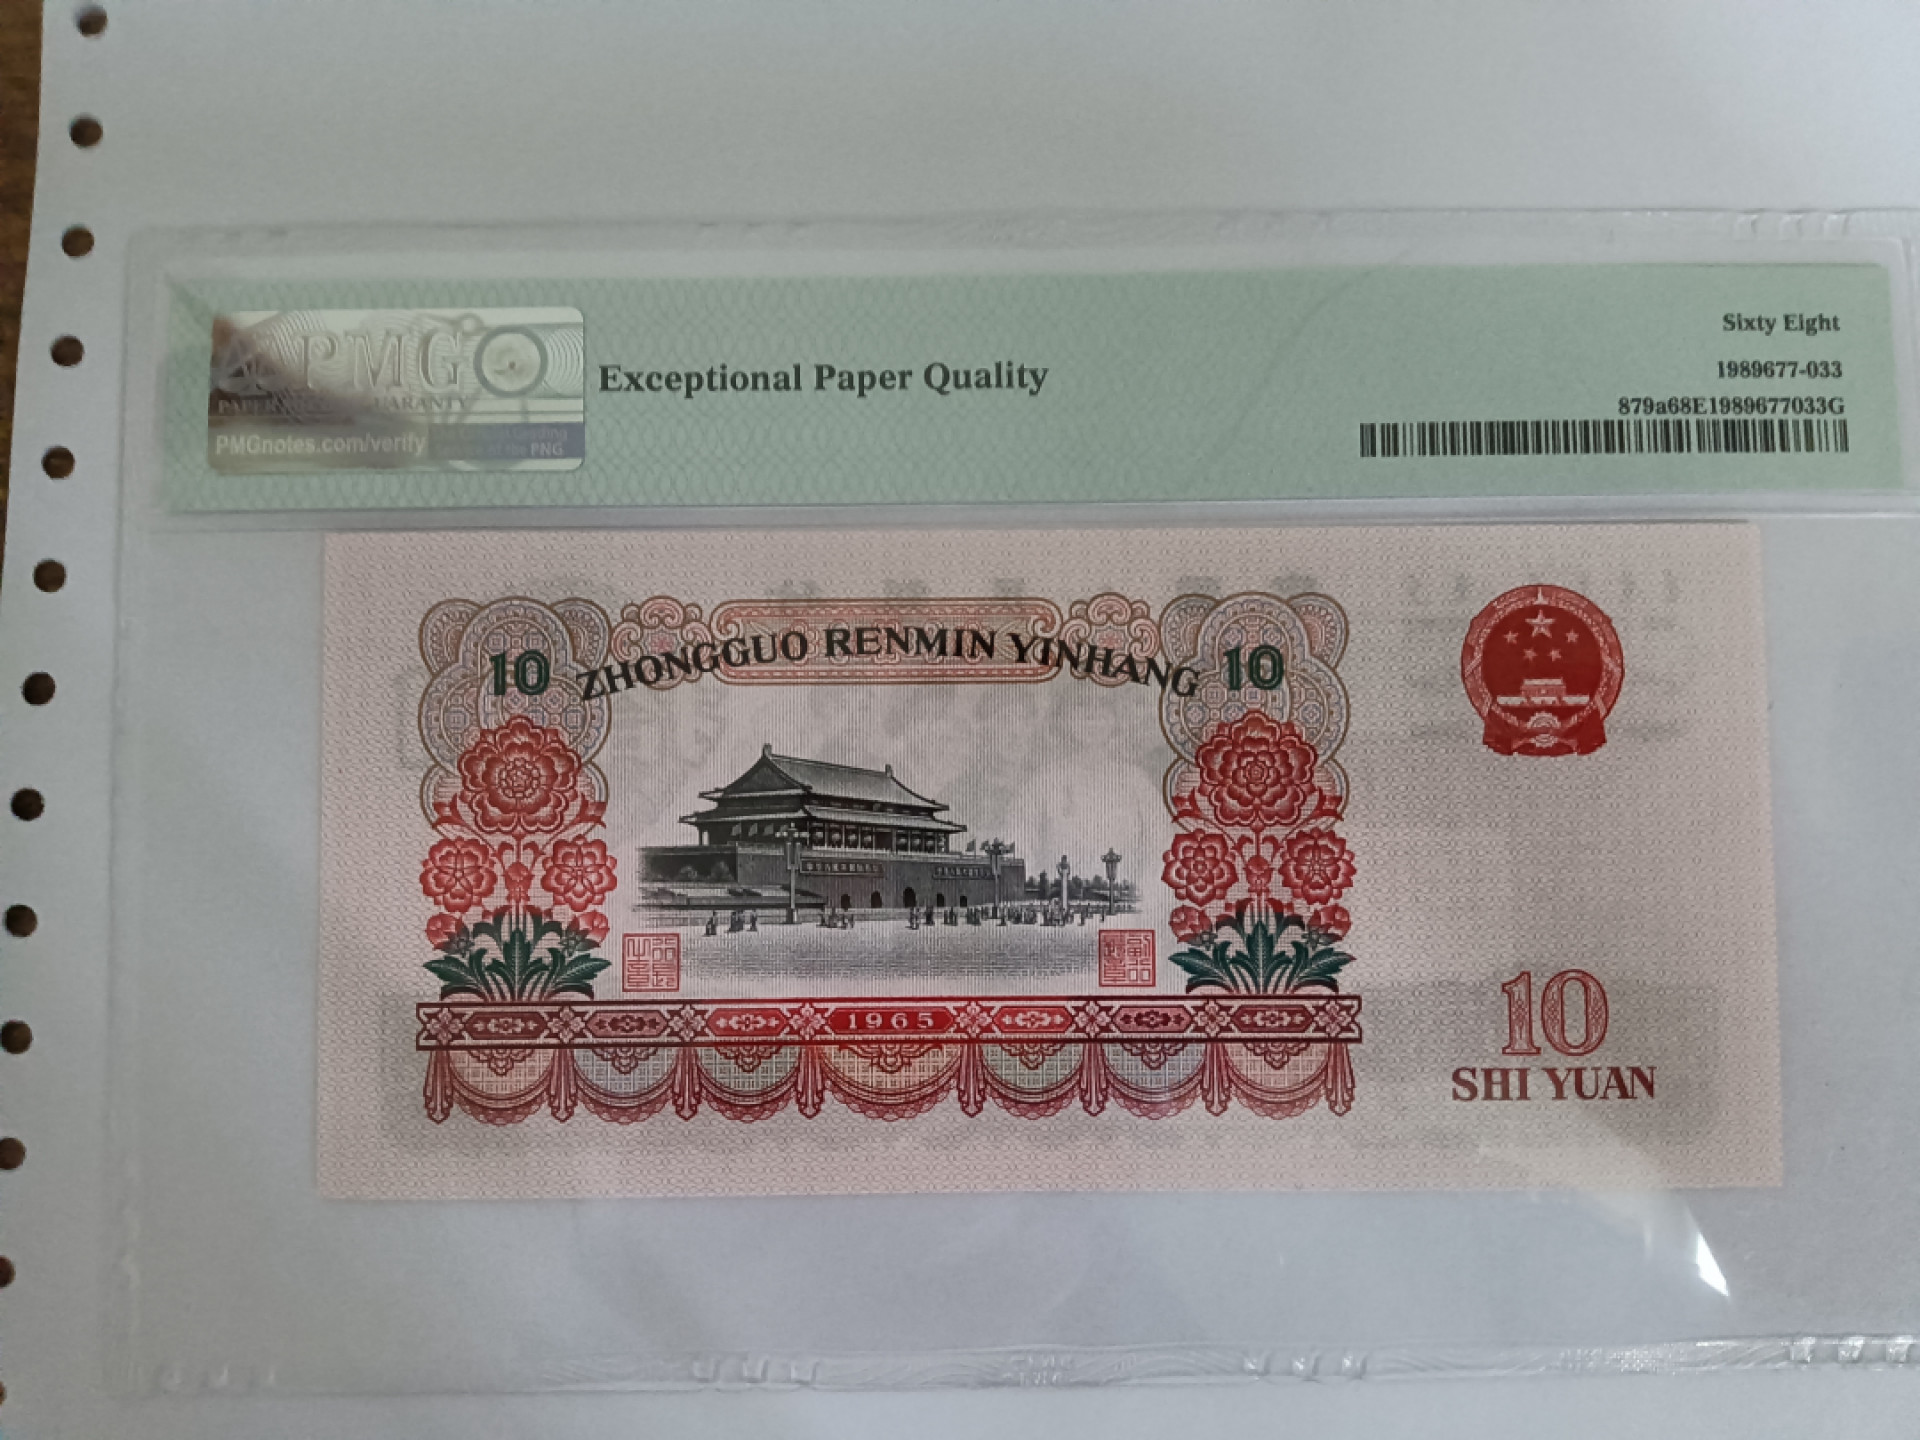 PMG
PMGnotes.com/verify
Exceptional Paper Quality
Sixty Eight
1989677-033
879a68E1989677033G
10 ZHONGGUO RENMIN YINHANG 10
1965
10
SHI YUAN